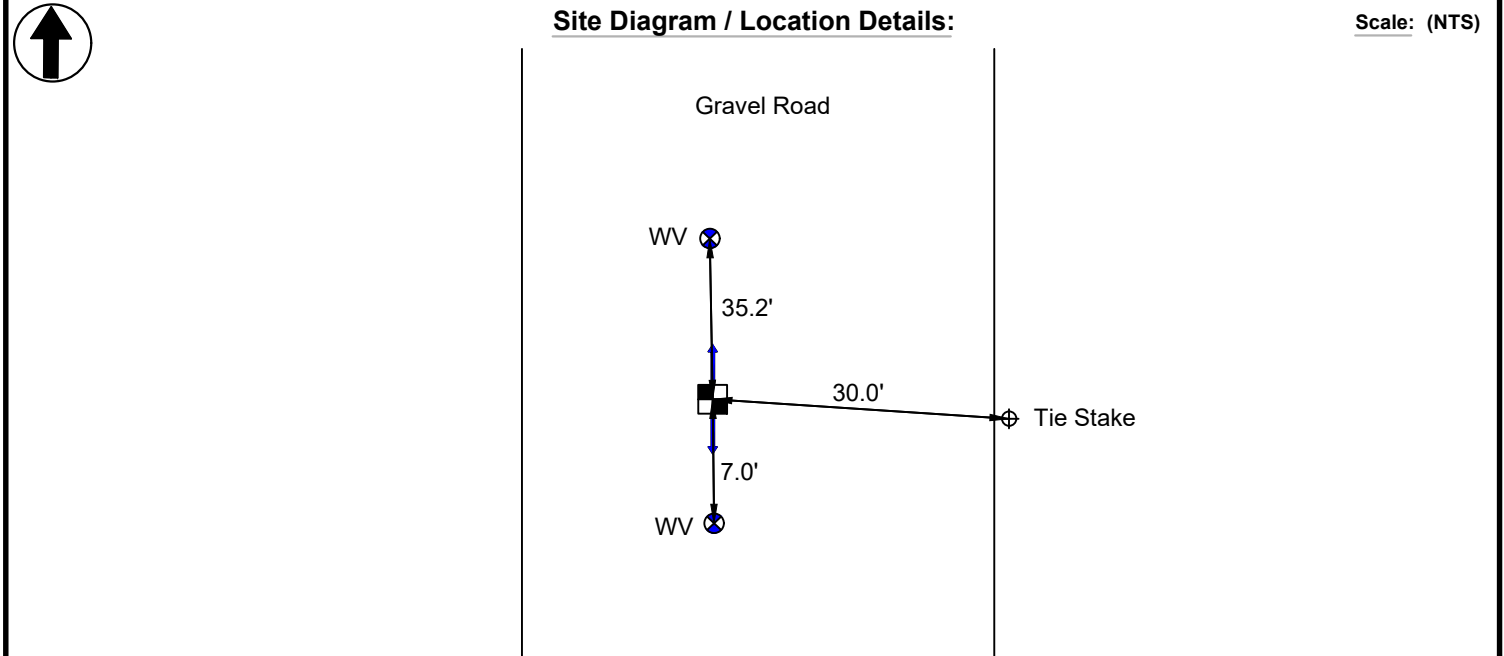 Site Diagram / Location Details:
Scale: (NTS)
Gravel Road
WV
35.2'
30.0'
Tie Stake
7.0'
WV